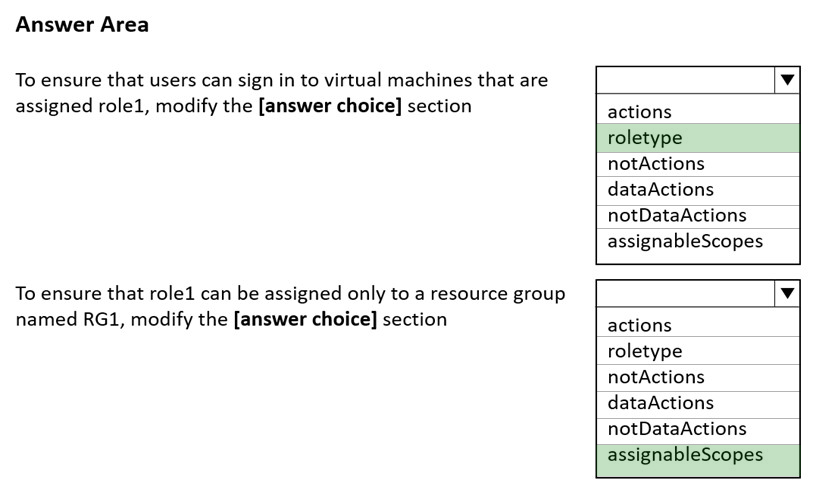 Answer Area
To ensure that users can sign in to virtual machines that are
assigned role1, modify the [answer choice] section
actions
roletype
notActions
dataActions
notDataActions
assignableScopes
To ensure that role1 can be assigned only to a resource group
named RG1, modify the [answer choice] section
actions
roletype
notActions
dataActions
notDataActions
assignableScopes